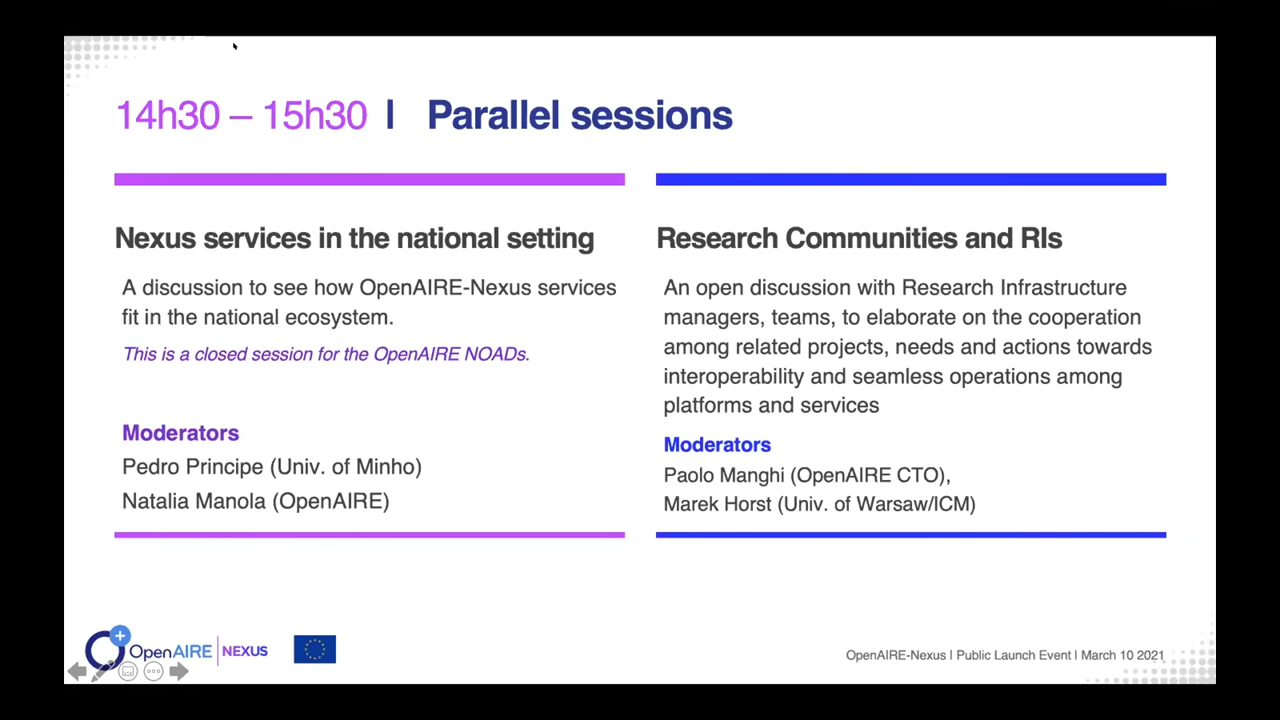 14h30 – 15h30 | Parallel sessions
Nexus services in the national setting
A discussion to see how OpenAIRE-Nexus services
fit in the national ecosystem.
This is a closed session for the OpenAIRE NOADs.
Moderators
Pedro Principe (Univ. of Minho)
Natalia Manola (OpenAIRE)
Research Communities and RIs
An open discussion with Research Infrastructure
managers, teams, to elaborate on the cooperation
among related projects, needs and actions towards
interoperability and seamless operations among
platforms and services
Moderators
Paolo Manghi (OpenAIRE CTO),
Marek Horst (Univ. of Warsaw/ICM)
OpenAIRE | NEXUS
OpenAIRE-Nexus | Public Launch Event | March 10 2021